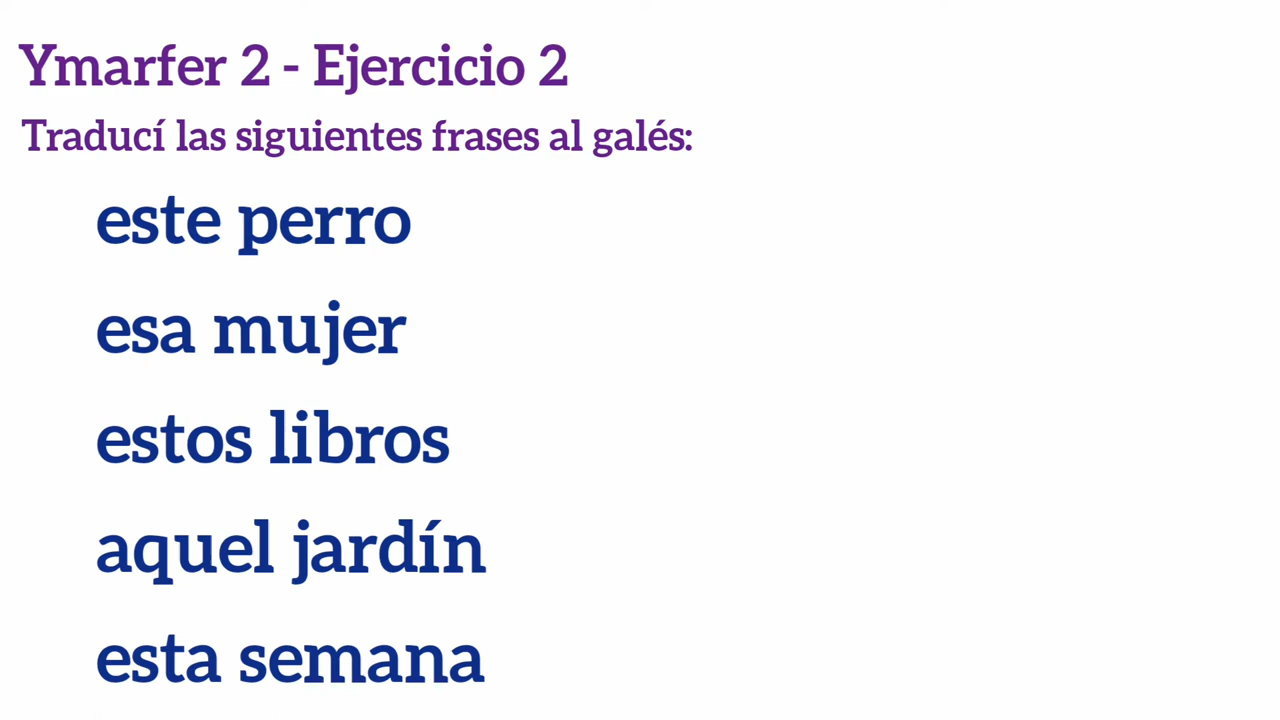 Ymarfer 2 - Ejercicio 2
Traducí las siguientes frases al galés:
este perro
esa mujer
estos libros
aquel jardín
esta semana